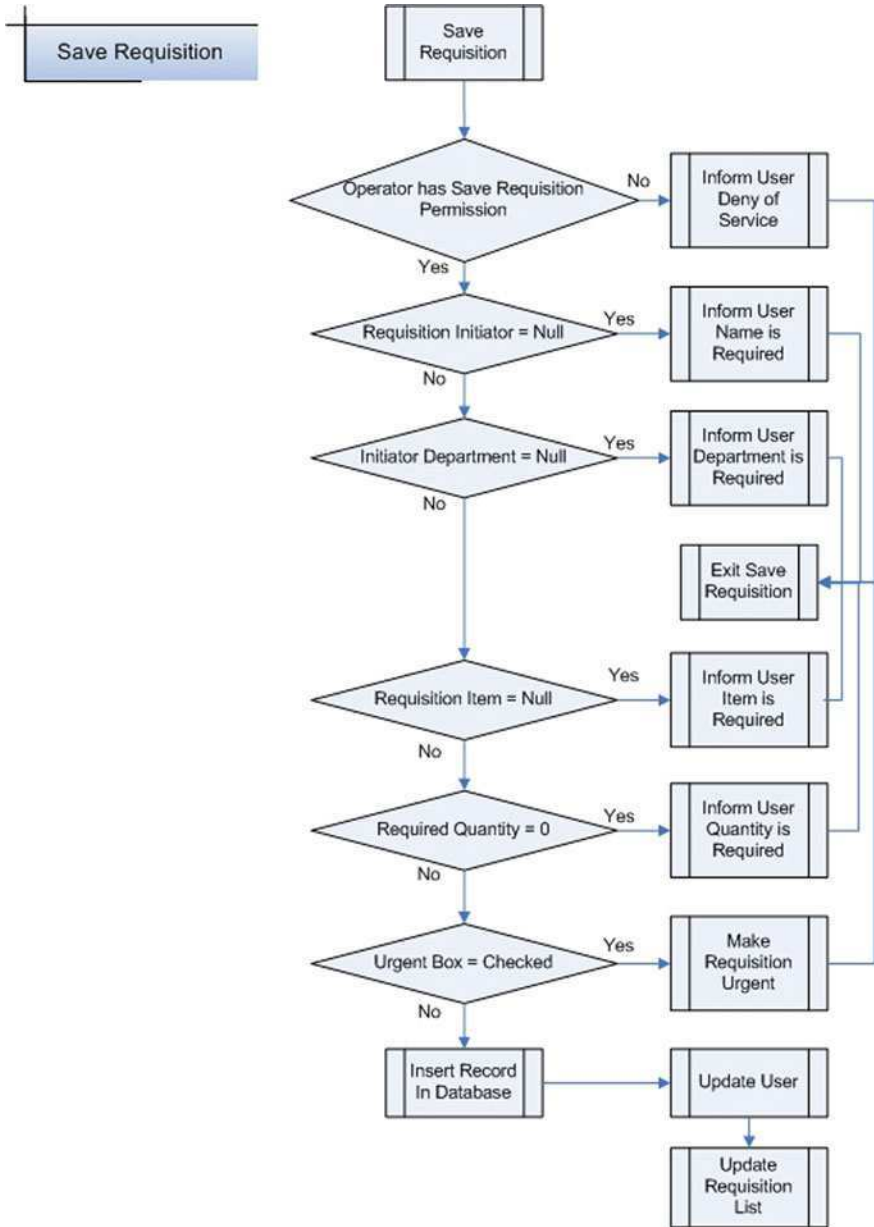 Save Requisition
Save
Requisition
Operator has Save Requisition
Permission
No
Inform User
Deny of
Service
Yes
Requisition Initiator = Null
Yes
Inform User
Name is
Required
No
Initiator Department = Null
Yes
Inform User
Department is
Required
No
Exit Save
Requisition
Requisition Item = Null
Yes
Inform User
Item is
Required
No
Required Quantity = 0
Yes
Inform User
Quantity is
Required
No
Urgent Box = Checked
Yes
Make
Requisition
Urgent
No
Insert Record
In Database
Update User
Update
Requisition
List